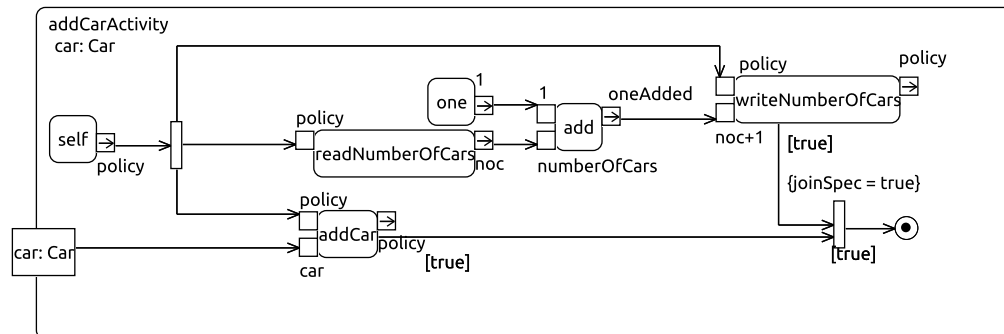 addCarActivity
car: Car
self
policy
policy
readNumberOfCars
noc
one
1
1
add
numberOfCars
oneAdded
policy
writeNumberOfCars
policy
noc+1
[true]
{joinSpec = true}
policy
addCar
policy
car
[true]
car: Car
[true]